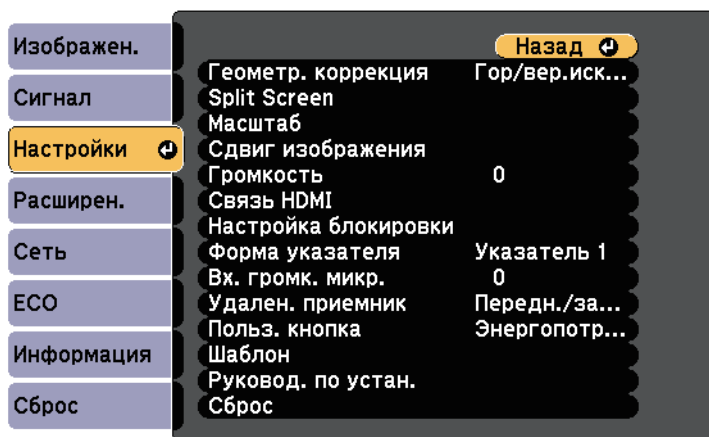 Изображен.
Сигнал
Настройки
Расширен.
Сеть
ECO
Информация
Сброс
Назад
Геометр. коррекция Гор/вер.иск...
Split Screen
Масштаб
Сдвиг изображения
Громкость 0
Связь HDMI
Настройка блокировки
Форма указателя Указатель 1
Вх. громк. микр. 0
Удален. приемник Передн./за...
Польз. кнопка Энергопотр...
Шаблон
Руковод. по устан.
Сброс